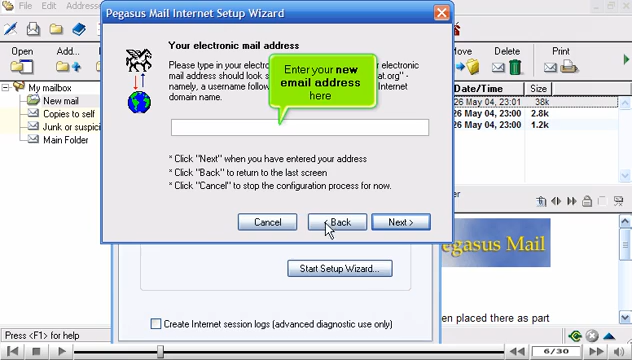 File
Pegasus Mail Internet Setup Wizard
Open
Add..
Move
Delete
Print
My mailbox
New mail
Copies to self
Junk or suspici
Main Folder
Your electronic mail address
Please type in your electronic
electronic
mail address should look
at.org" -
namely, a username follow
Internet
domain name.
Enter your new
email address
here
* Click "Next" when you have entered your address
* Click "Back" to return to the last screen
* Click "Cancel" to stop the configuration process for now.
Cancel
< Back
Next >
Date/Time
Size
26 May 04, 23:01 38k
26 May 04, 23:00 2.8k
26 May 04, 23:00 1.2k
er
egasus Mail
Start Setup Wizard...
Create Internet session logs (advanced diagnostic use only)
en placed there as part
Press <F1> for help
6/30